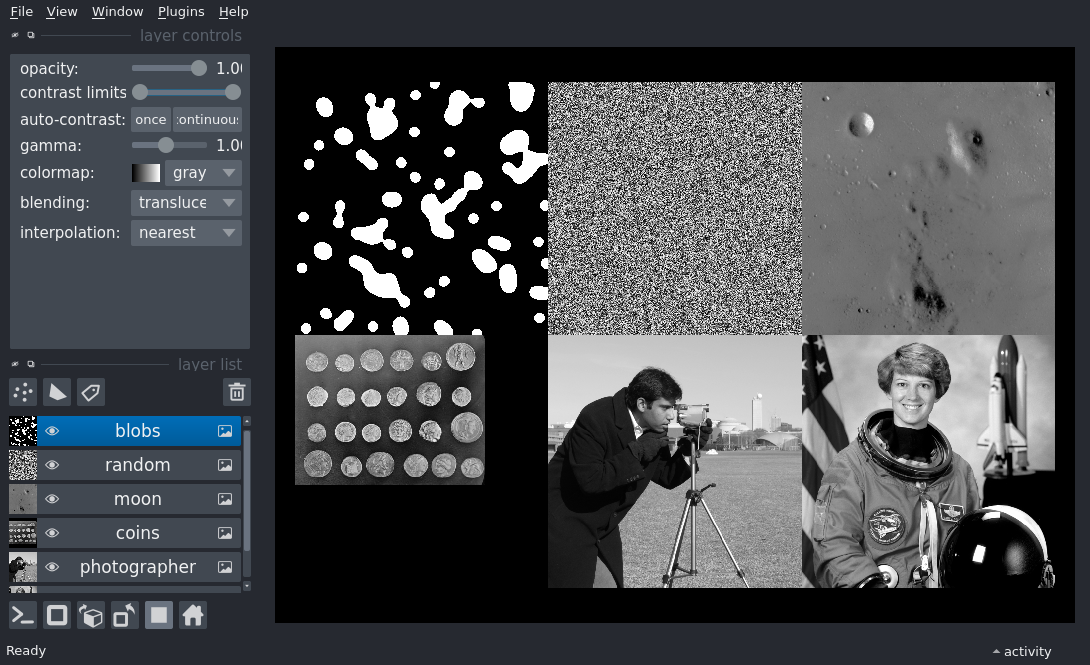 File View Window Plugins Help
layer controls
opacity: 1.0
contrast limits
auto-contrast: once continuous
gamma: 1.0
colormap: gray
blending: transluce
interpolation: nearest
layer list
blobs
random
moon
coins
photographer
Ready
activity